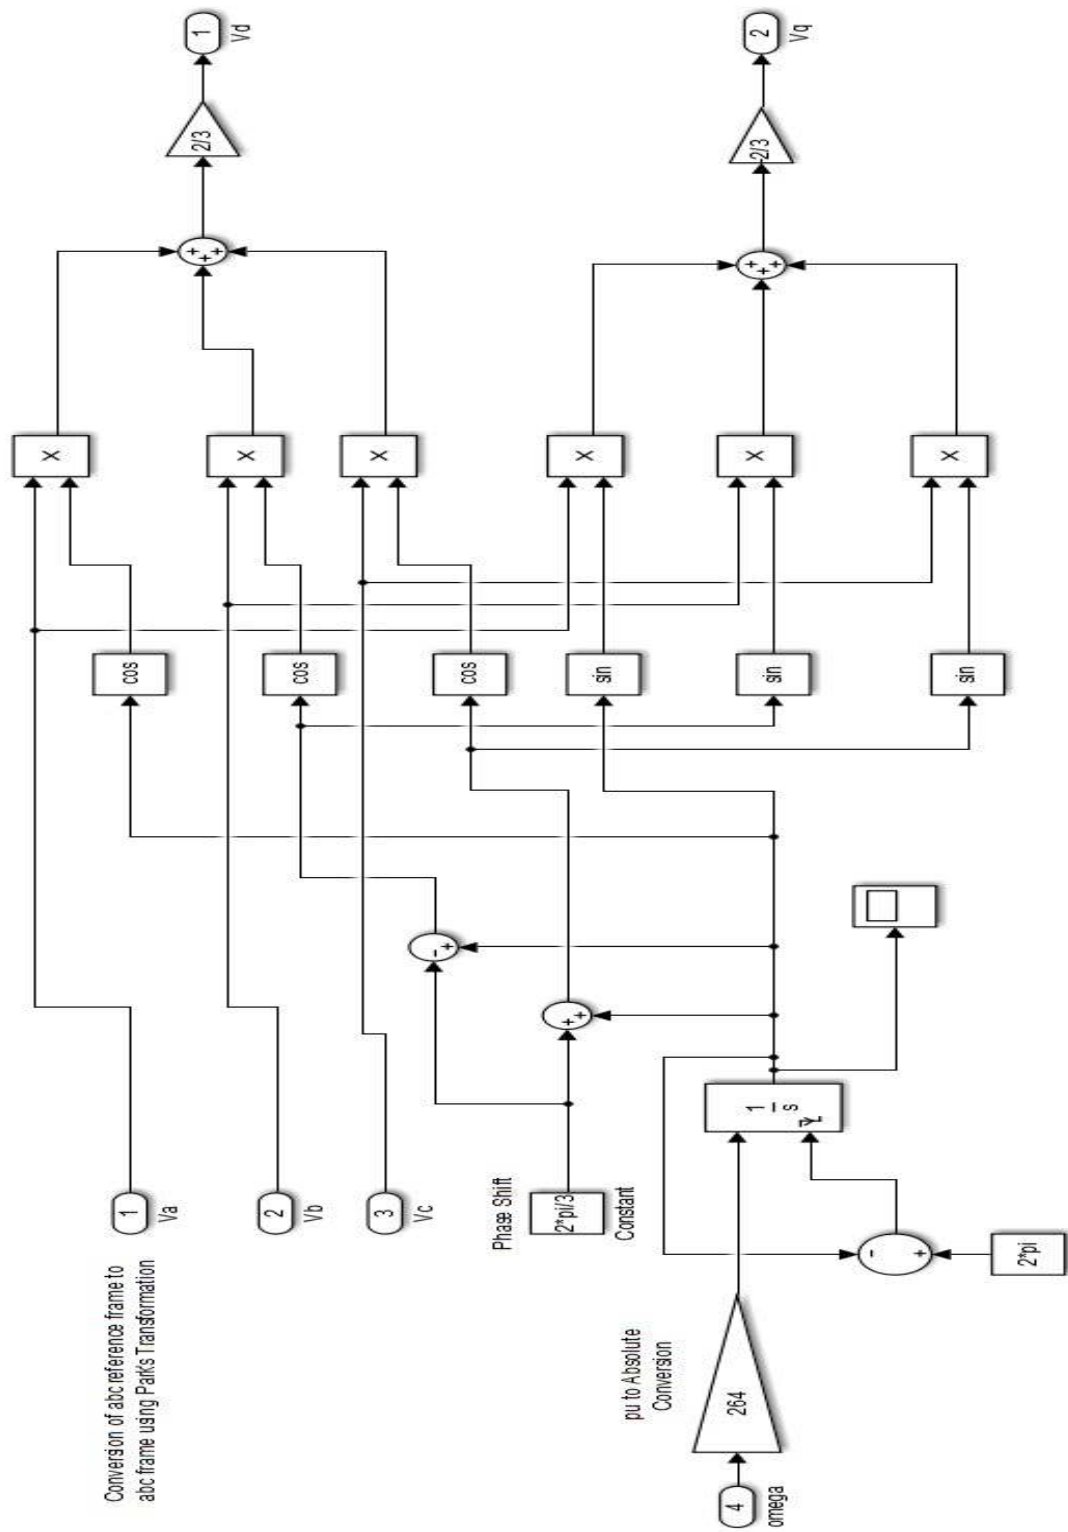 Conversion of abc reference frame to
abc frame using Park's Transformation
1
Va
2
Vb
3
Vc
Phase Shift
2*pi/3
Constant
pu to Absolute
Conversion
4
omega
264
2*pi
-
+
1
s
+
+
-
+
cos
cos
cos
sin
sin
sin
X
X
X
X
X
X
+
+
+
+
+
+
2/3
2/3
1
Vd
2
Vq